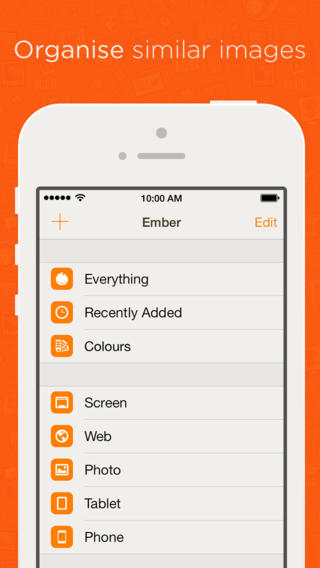 Organise similar images
10:00 AM
Ember
Edit
Everything
Recently Added
Colours
Screen
Web
Photo
Tablet
Phone